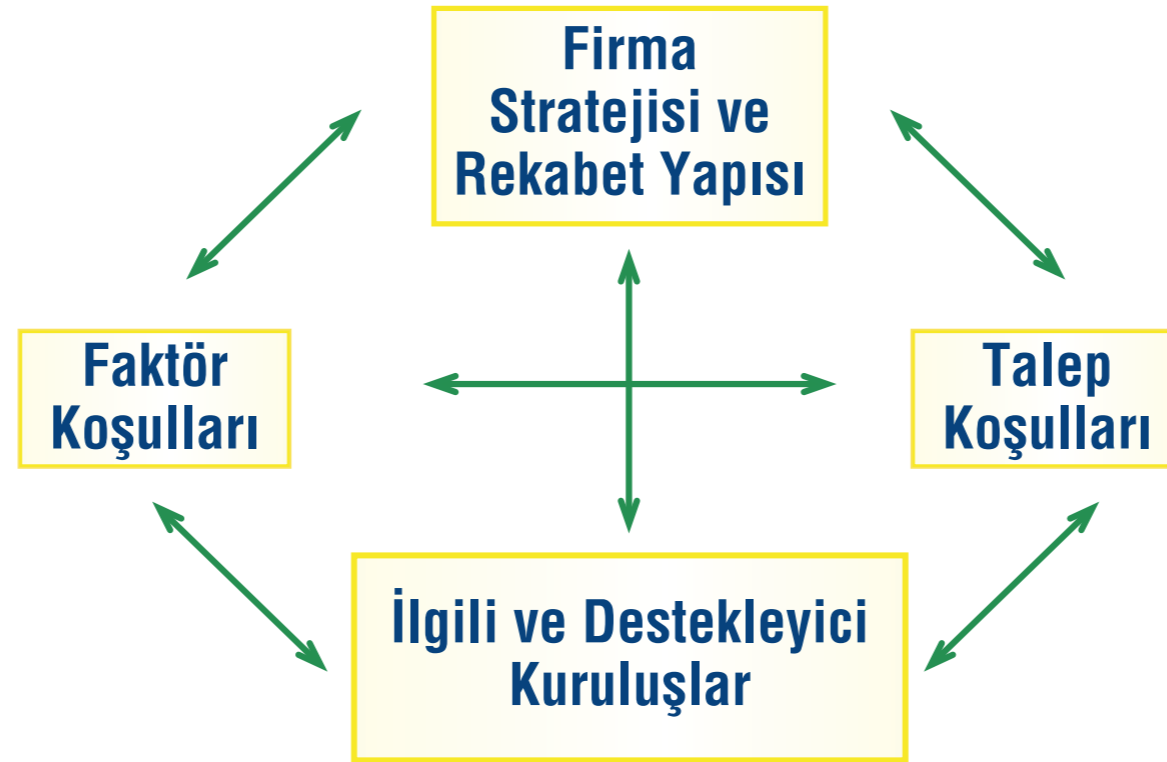 Firma
Stratejisi ve
Rekabet Yapısı
Faktör
Koşulları
Talep
Koşulları
İlgili ve Destekleyici
Kuruluşlar